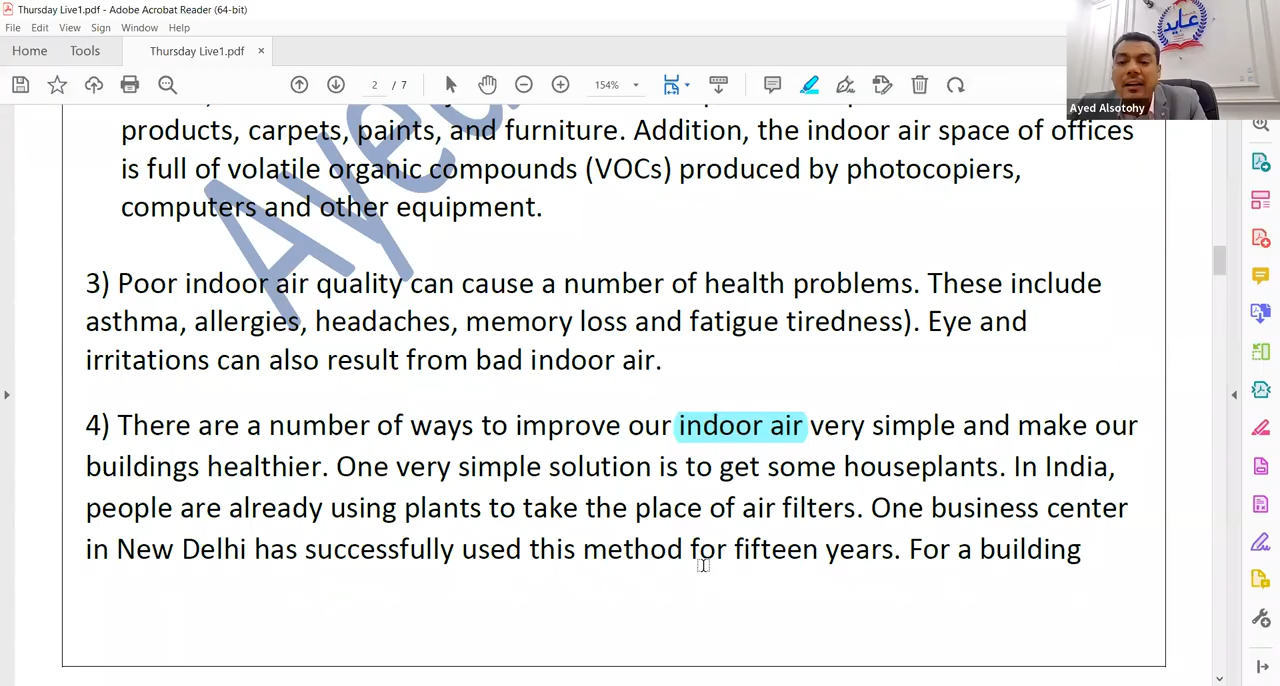 Thursday Live1.pdf - Adobe Acrobat Reader (64-bit)
File Edit View Sign Window Help
Home Tools Thursday Live1.pdf ×
2 / 7 154%
عايد
Ayed Alsotohy
products, carpets, paints, and furniture. Addition, the indoor air space of offices
is full of volatile organic compounds (VOCs) produced by photocopiers,
computers and other equipment.
3) Poor indoor air quality can cause a number of health problems. These include
asthma, allergies, headaches, memory loss and fatigue tiredness). Eye and
irritations can also result from bad indoor air.
4) There are a number of ways to improve our indoor air very simple and make our
buildings healthier. One very simple solution is to get some houseplants. In India,
people are already using plants to take the place of air filters. One business center
in New Delhi has successfully used this method for fifteen years. For a building